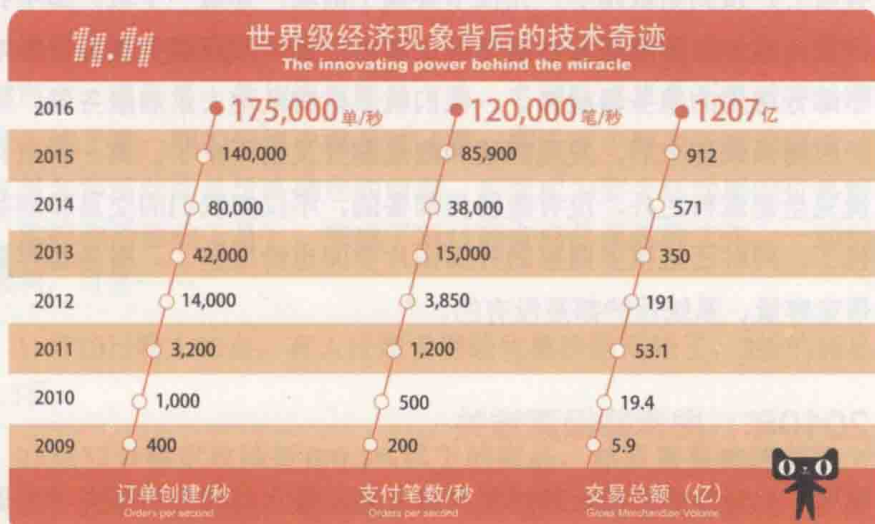 11.11 世界级经济现象背后的技术奇迹
The innovating power behind the miracle
2016 175,000单/秒 120,000笔/秒 1207亿
2015 140,000 85,900 912
2014 80,000 38,000 571
2013 42,000 15,000 350
2012 14,000 3,850 191
2011 3,200 1,200 53.1
2010 1,000 500 19.4
2009 400 200 5.9
订单创建/秒 支付笔数/秒 交易总额（亿）
Orders per second Orders per second Gross Merchandise Volume